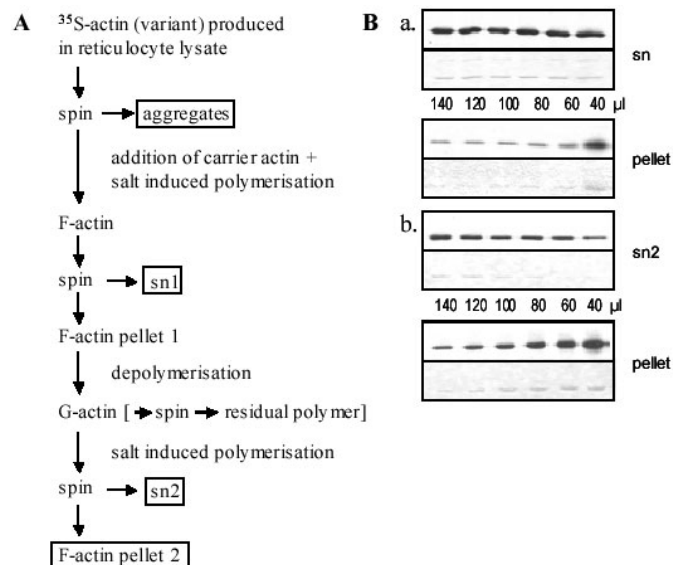 A
³⁵S-actin (variant) produced
in reticulocyte lysate
spin
aggregates
addition of carrier actin +
salt induced polymerisation
F-actin
spin
sn1
F-actin pellet 1
depolymerisation
G-actin [ spin residual polymer]
salt induced polymerisation
spin
sn2
F-actin pellet 2
B
a.
sn
140 120 100 80 60 40 µl
pellet
b.
sn2
140 120 100 80 60 40 µl
pellet